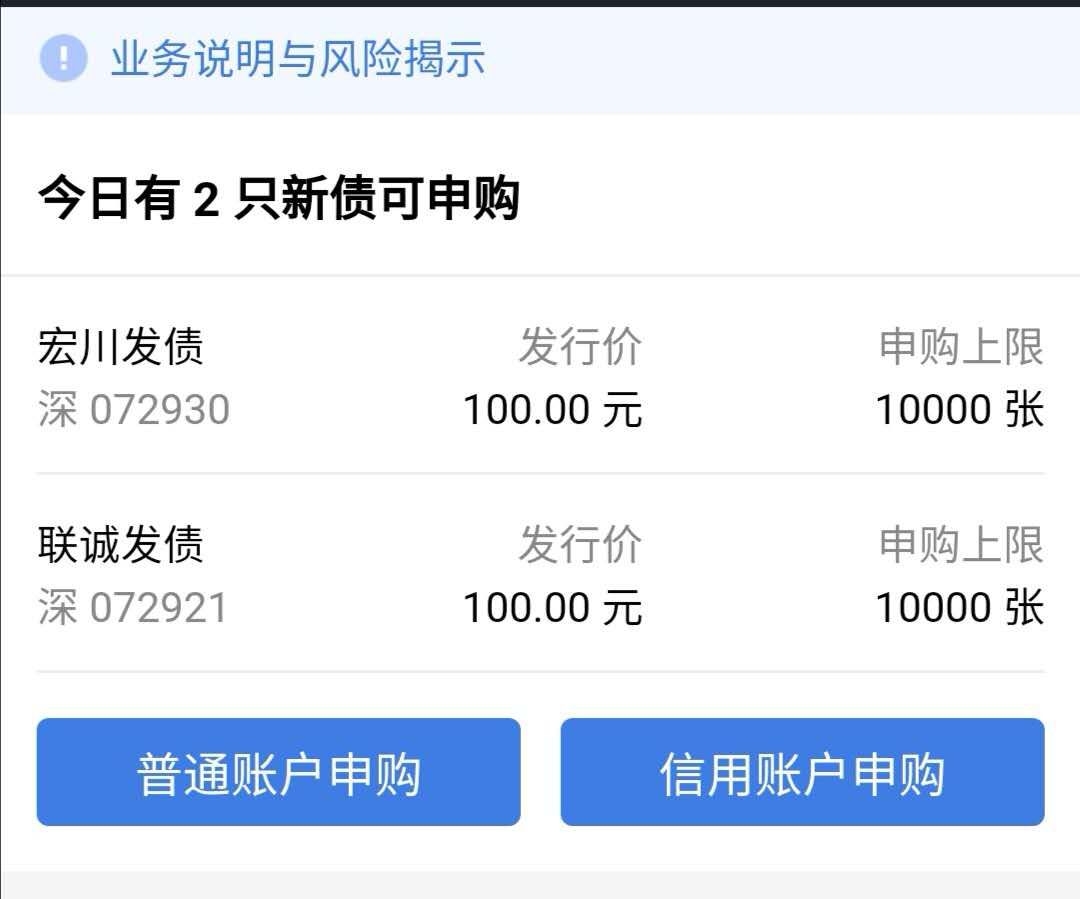 业务说明与风险揭示
今日有 2 只新债可申购
宏川发债 发行价 申购上限
深 072930 100.00 元 10000 张
联诚发债 发行价 申购上限
深 072921 100.00 元 10000 张
普通账户申购 信用账户申购